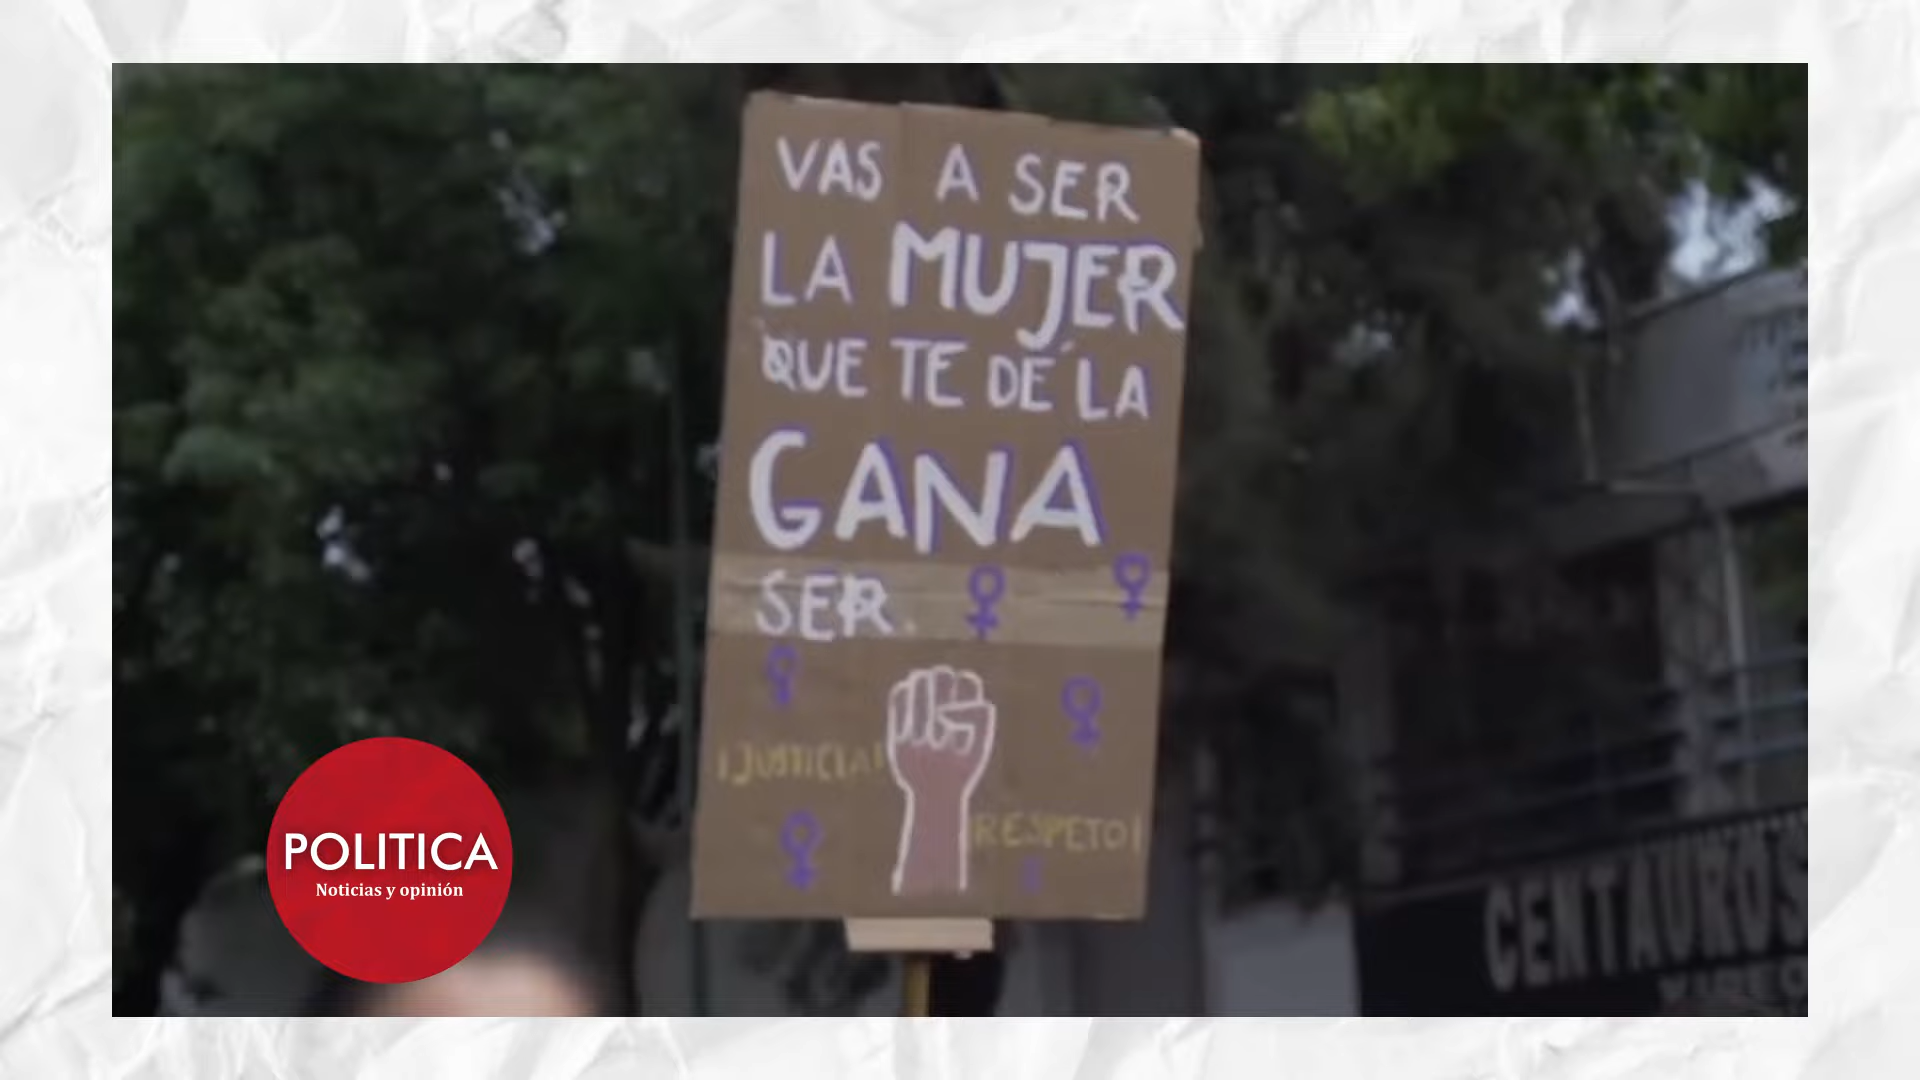 VAS A SER
LA MUJER
QUE TE DÉ LA
GANA
SER.
¡JUSTICIA!
RESPETO!
POLITICA
Noticias y opinión
CENTAUROS